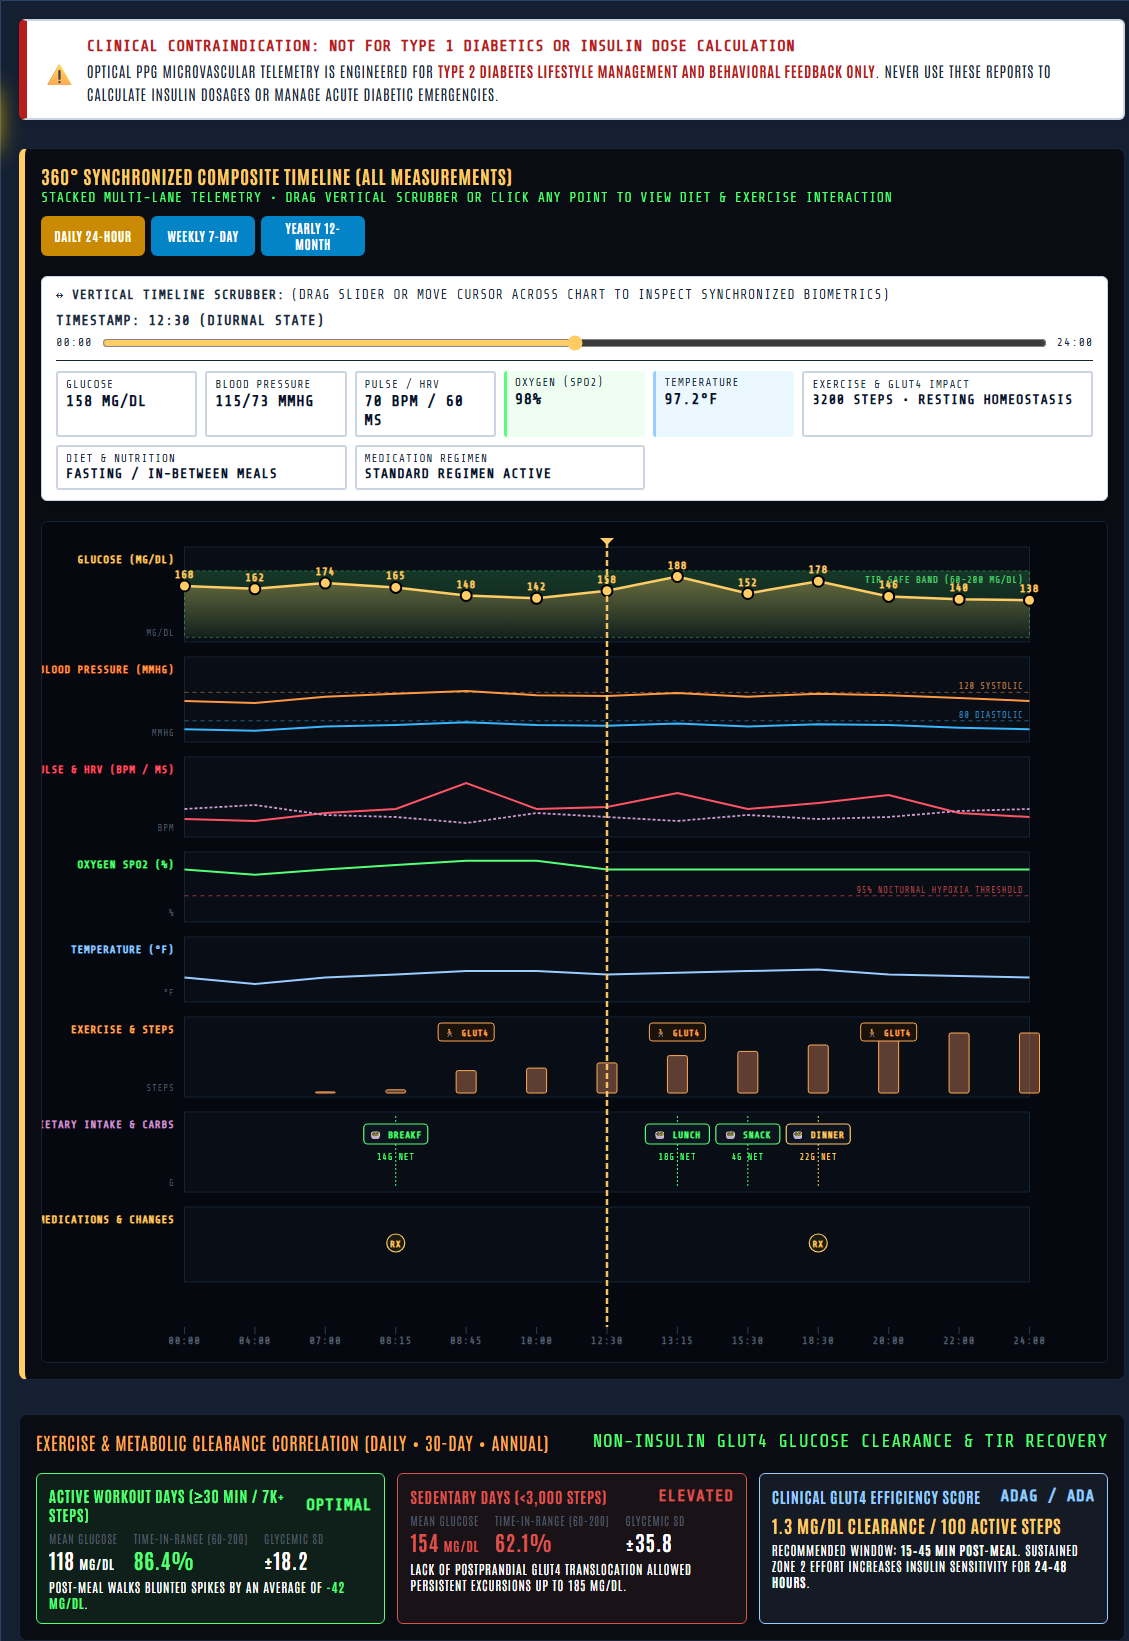 CLINICAL CONTRAINDICATION: NOT FOR TYPE 1 DIABETICS OR INSULIN DOSE CALCULATION
OPTICAL PPG MICROVASCULAR TELEMETRY IS ENGINEERED FOR TYPE 2 DIABETES LIFESTYLE MANAGEMENT AND BEHAVIORAL FEEDBACK ONLY. NEVER USE THESE REPORTS TO
CALCULATE INSULIN DOSAGES OR MANAGE ACUTE DIABETIC EMERGENCIES.
360° SYNCHRONIZED COMPOSITE TIMELINE (ALL MEASUREMENTS)
STACKED MULTI-LANE TELEMETRY • DRAG VERTICAL SCRUBBER OR CLICK ANY POINT TO VIEW DIET & EXERCISE INTERACTION
DAILY 24-HOUR
WEEKLY 7-DAY
YEARLY 12-
MONTH
↔ VERTICAL TIMELINE SCRUBBER: (DRAG SLIDER OR MOVE CURSOR ACROSS CHART TO INSPECT SYNCHRONIZED BIOMETRICS)
TIMESTAMP: 12:30 (DIURNAL STATE)
00:00
24:00
GLUCOSE
158 MG/DL
BLOOD PRESSURE
115/73 MMHG
PULSE / HRV
70 BPM / 60
MS
OXYGEN (SPO2)
98%
TEMPERATURE
97.2°F
EXERCISE & GLUT4 IMPACT
3200 STEPS • RESTING HOMEOSTASIS
DIET & NUTRITION
FASTING / IN-BETWEEN MEALS
MEDICATION REGIMEN
STANDARD REGIMEN ACTIVE
GLUCOSE (MG/DL)
168 162 174 165 148 142 158 188 152 178 146 140 138
TIR SAFE BAND (60-200 MG/DL)
MG/DL
BLOOD PRESSURE (MMHG)
120 SYSTOLIC
80 DIASTOLIC
MMHG
ULSE & HRV (BPM / MS)
BPM
OXYGEN SPO2 (%)
95% NOCTURNAL HYPOXIA THRESHOLD
%
TEMPERATURE (°F)
°F
EXERCISE & STEPS
GLUT4
GLUT4
GLUT4
STEPS
IETARY INTAKE & CARBS
BREAKF
LUNCH
SNACK
DINNER
14G NET
18G NET
4G NET
22G NET
G
MEDICATIONS & CHANGES
RX
RX
00:00 04:00 07:00 08:15 08:45 10:00 12:30 13:15 15:30 18:30 20:00 22:00 24:00
EXERCISE & METABOLIC CLEARANCE CORRELATION (DAILY • 30-DAY • ANNUAL)
NON-INSULIN GLUT4 GLUCOSE CLEARANCE & TIR RECOVERY
ACTIVE WORKOUT DAYS (≥30 MIN / 7K+
STEPS)
OPTIMAL
MEAN GLUCOSE
118 MG/DL
TIME-IN-RANGE (60-200)
86.4%
GLYCEMIC SD
±18.2
POST-MEAL WALKS BLUNTED SPIKES BY AN AVERAGE OF -42
MG/DL.
SEDENTARY DAYS (<3,000 STEPS)
ELEVATED
MEAN GLUCOSE
154 MG/DL
TIME-IN-RANGE (60-200)
62.1%
GLYCEMIC SD
±35.8
LACK OF POSTPRANDIAL GLUT4 TRANSLOCATION ALLOWED
PERSISTENT EXCURSIONS UP TO 185 MG/DL.
CLINICAL GLUT4 EFFICIENCY SCORE
ADAG / ADA
1.3 MG/DL CLEARANCE / 100 ACTIVE STEPS
RECOMMENDED WINDOW: 15-45 MIN POST-MEAL. SUSTAINED
ZONE 2 EFFORT INCREASES INSULIN SENSITIVITY FOR 24-48
HOURS.